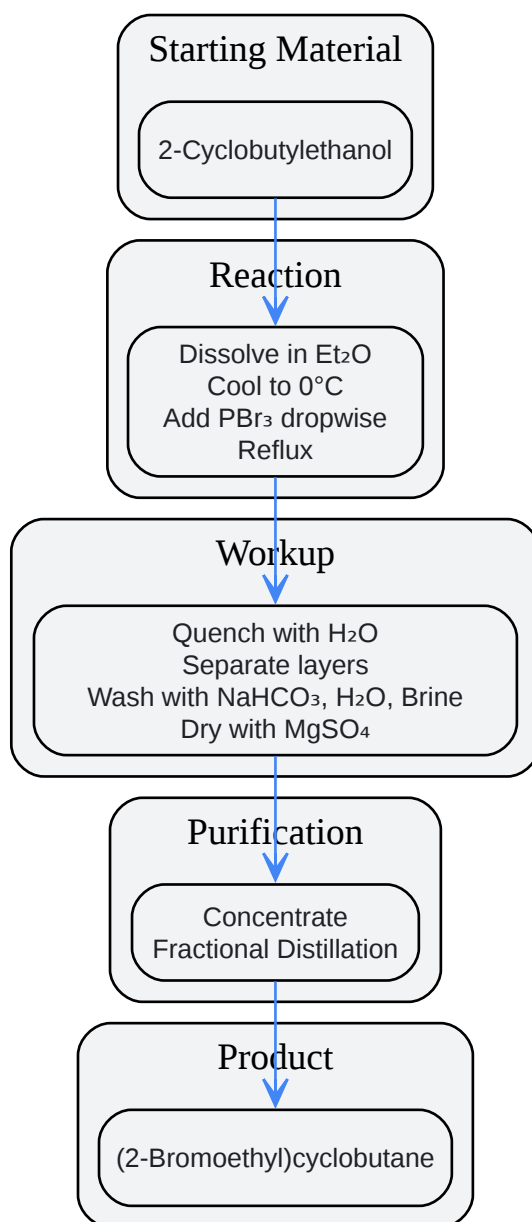 Starting Material
2-Cyclobutylethanol
Reaction
Dissolve in Et₂O
Cool to 0°C
Add PBr₃ dropwise
Reflux
Workup
Quench with H₂O
Separate layers
Wash with NaHCO₃, H₂O, Brine
Dry with MgSO₄
Purification
Concentrate
Fractional Distillation
Product
(2-Bromoethyl)cyclobutane